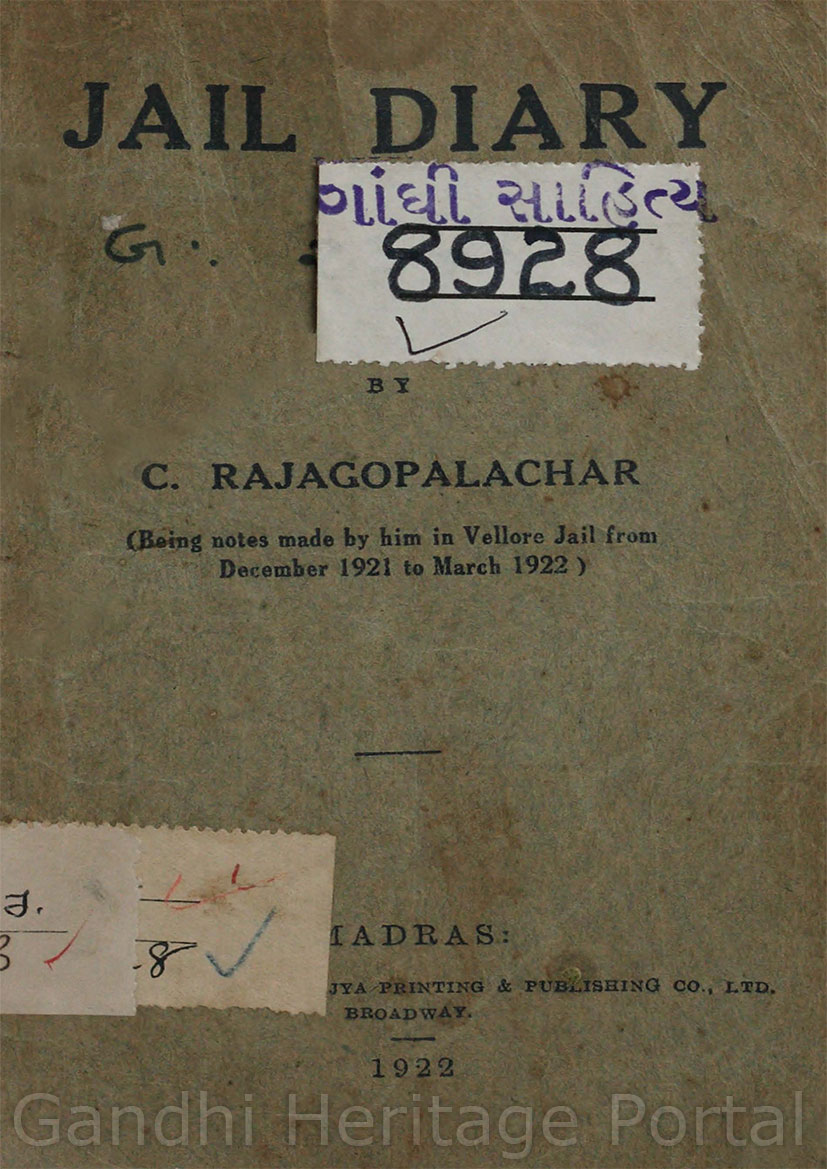 JAIL DIARY
ગાંધી સાહિત્ય
G.
8928
BY
C. RAJAGOPALACHAR
(Being notes made by him in Vellore Jail from
December 1921 to March 1922 )
MADRAS:
JYA PRINTING & PUBLISHING CO., LTD.
BROADWAY.
1922
Gandhi Heritage Portal